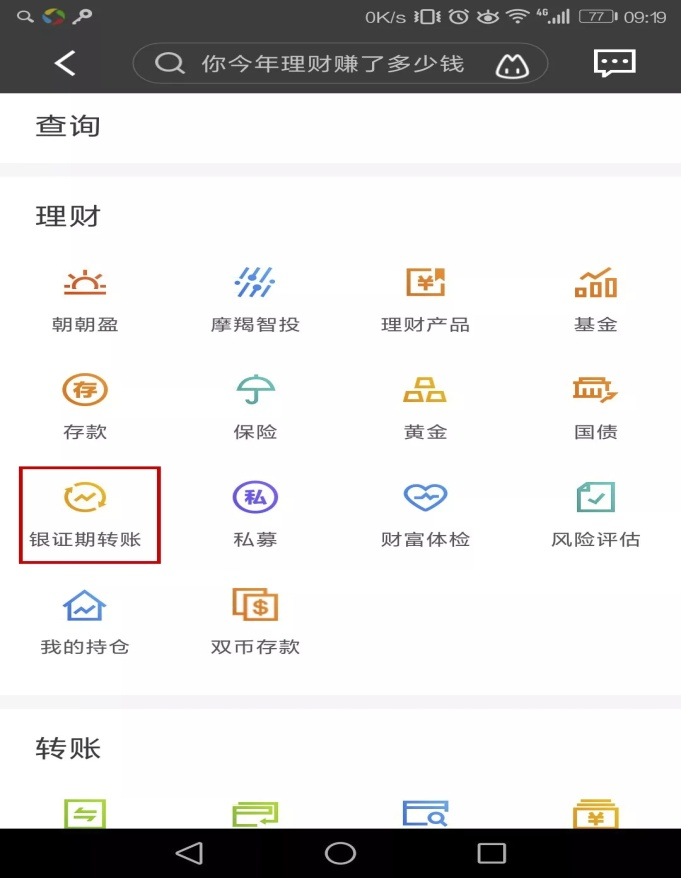 0K/s 4G 77 09:19
你今年理财赚了多少钱
查询
理财
朝朝盈 摩羯智投 理财产品 基金
存
存款 保险 黄金 国债
私
银证期转账 私募 财富体检 风险评估
我的持仓 双币存款
转账